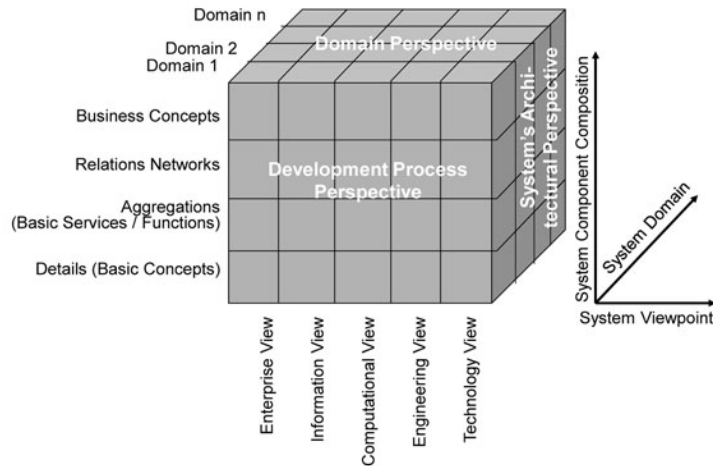 Domain n
Domain 2
Domain 1
Domain Perspective
Business Concepts
Relations Networks
Aggregations
(Basic Services / Functions)
Details (Basic Concepts)
Development Process
Perspective
System's Archi-
tectural Perspective
System Component Composition
System Domain
System Viewpoint
Enterprise View
Information View
Computational View
Engineering View
Technology View